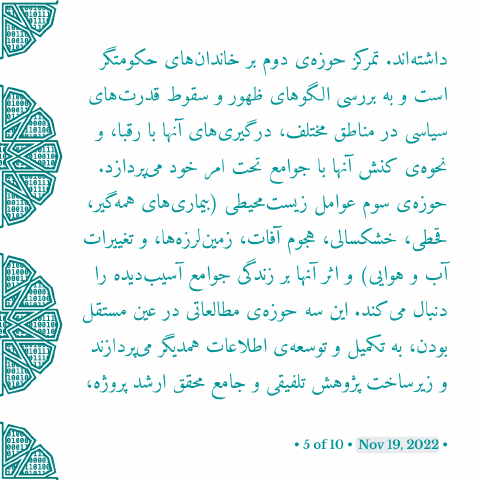 داشته‌اند. تمرکز حوزه‌ی دوم بر خاندان‌های حکومتگر
است و به بررسی الگوهای ظهور و سقوط قدرت‌های
سیاسی در مناطق مختلف، درگیری‌های آنها با رقبا، و
نحوه‌ی کنش آنها با جوامع تحت امر خود می‌پردازد.
حوزه‌ی سوم عوامل زیست‌محیطی (بیماری‌های همه‌گیر،
قحطی، خشکسالی، هجوم آفات، زمین‌لرزه‌ها، و تغییرات
آب و هوایی) و اثر آنها بر زندگی جوامع آسیب‌دیده را
دنبال می‌کند. این سه حوزه‌ی مطالعاتی در عین مستقل
بودن، به تکمیل و توسعه‌ی اطلاعات همدیگر می‌پردازند
و زیرساخت پژوهش تلفیقی و جامع محقق ارشد پروژه،
• 5 of 10 • Nov 19, 2022 •